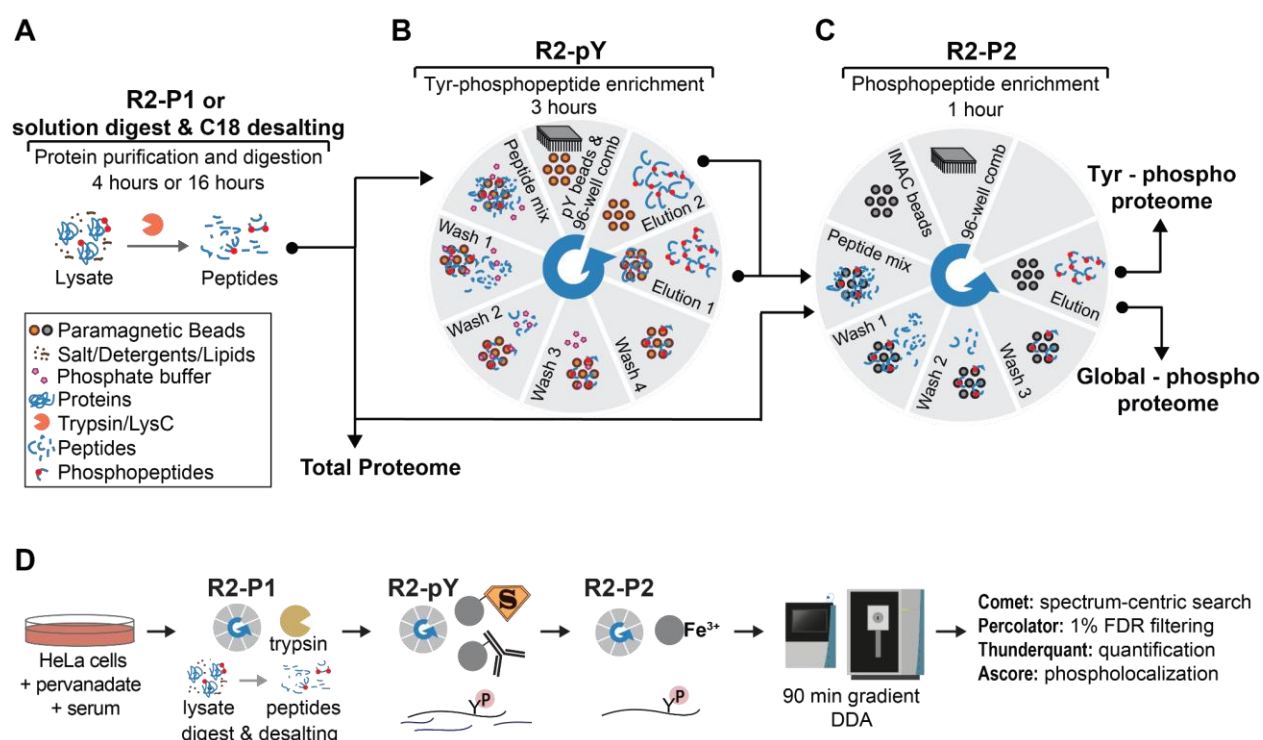 A
R2-P1 or
solution digest & C18 desalting
Protein purification and digestion
4 hours or 16 hours
Lysate
Peptides
Paramagnetic Beads
Salt/Detergents/Lipids
Phosphate buffer
Proteins
Trypsin/LysC
Peptides
Phosphopeptides
Total Proteome
B
R2-pY
Tyr-phosphopeptide enrichment
3 hours
pY beads &
96-well comb
Peptide mix
Wash 1
Wash 2
Wash 3
Wash 4
Elution 1
Elution 2
C
R2-P2
Phosphopeptide enrichment
1 hour
96-well comb
IMAC beads
Peptide mix
Wash 1
Wash 2
Wash 3
Elution
Tyr - phospho
proteome
Global - phospho
proteome
D
HeLa cells
+ pervanadate
+ serum
R2-P1
trypsin
lysate
peptides
digest & desalting
R2-pY
S
Y
P
R2-P2
Fe³⁺
Y
P
90 min gradient
DDA
Comet: spectrum-centric search
Percolator: 1% FDR filtering
Thunderquant: quantification
Ascore: phospholocalization